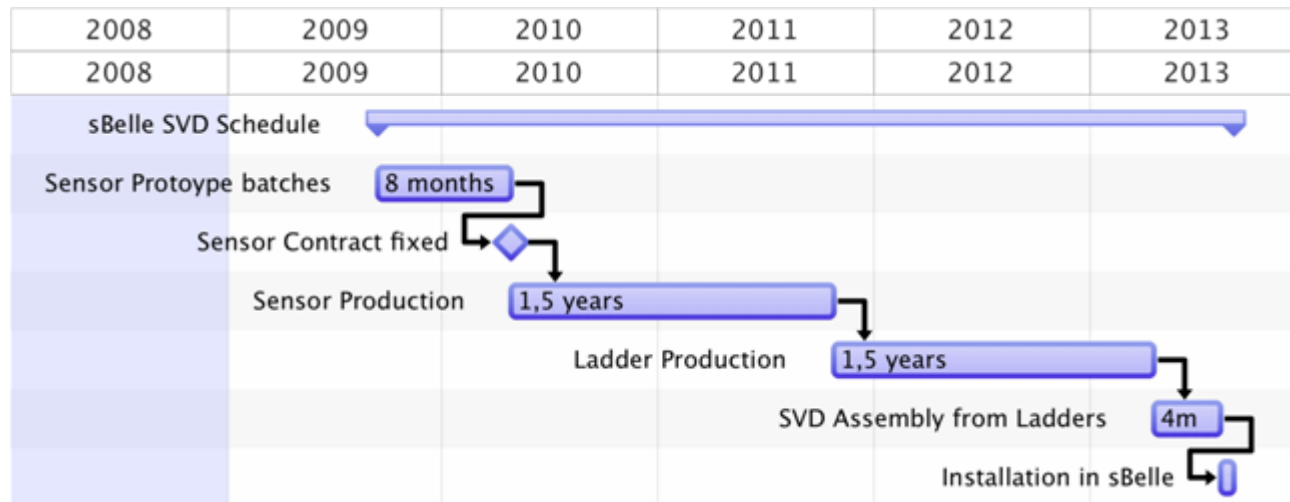 2008 2009 2010 2011 2012 2013
2008 2009 2010 2011 2012 2013
sBelle SVD Schedule
Sensor Protoype batches 8 months
Sensor Contract fixed
Sensor Production 1,5 years
Ladder Production 1,5 years
SVD Assembly from Ladders 4m
Installation in sBelle